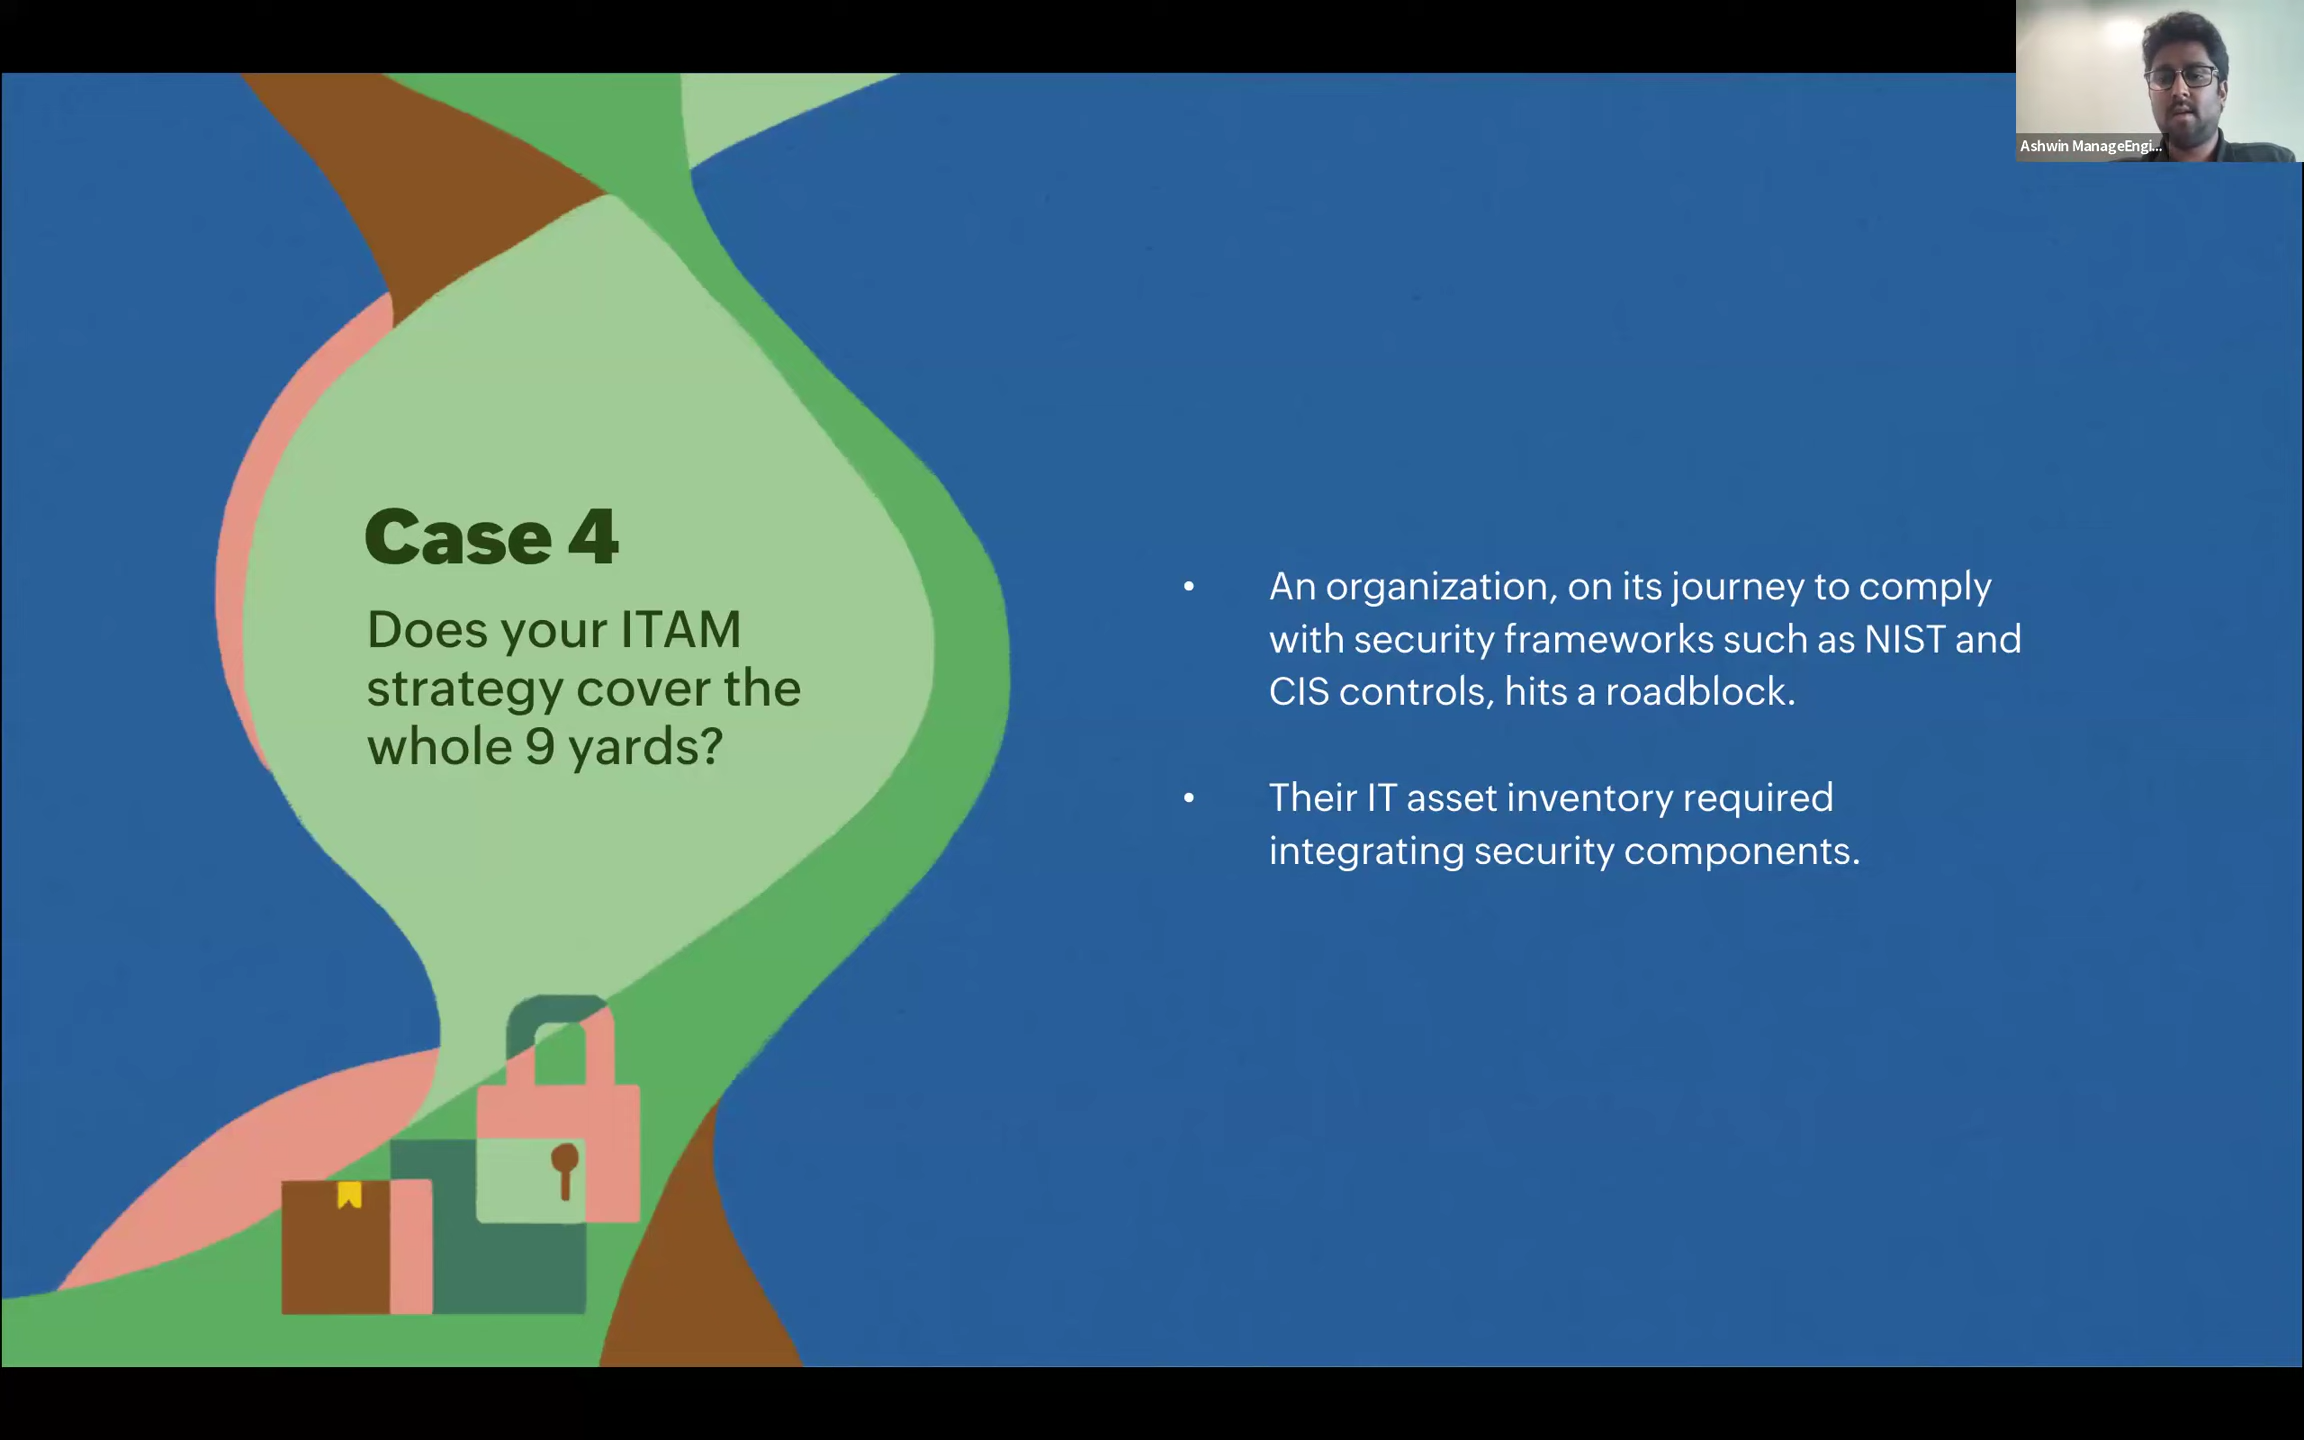 Ashwin ManageEngi...
Case 4
Does your ITAM
strategy cover the
whole 9 yards?
• An organization, on its journey to comply
with security frameworks such as NIST and
CIS controls, hits a roadblock.
• Their IT asset inventory required
integrating security components.